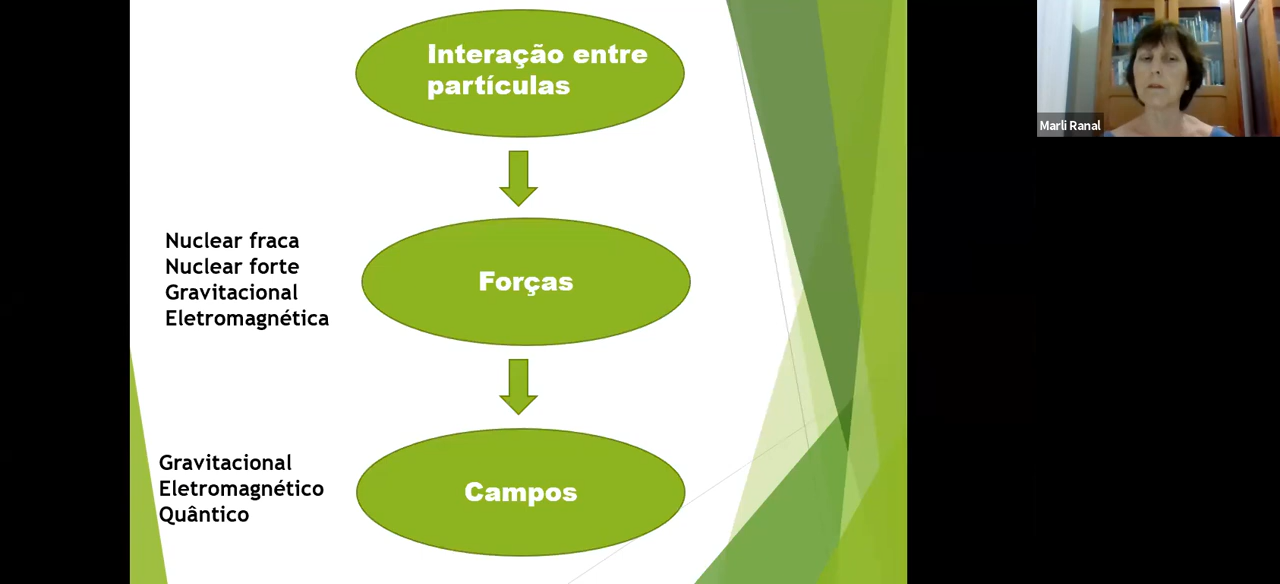 Interação entre
partículas
Nuclear fraca
Nuclear forte
Gravitacional
Eletromagnética
Forças
Gravitacional
Eletromagnético
Quântico
Campos
Marli Ranal